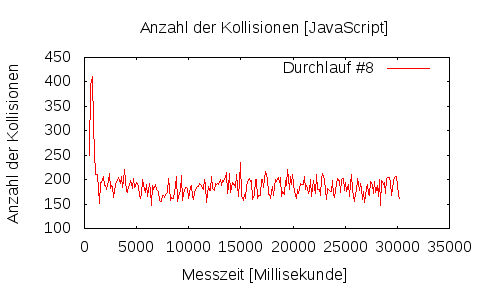 Anzahl der Kollisionen [JavaScript]
450
400
350
300
250
200
150
100
Anzahl der Kollisionen
Durchlauf #8
0 5000 10000 15000 20000 25000 30000 35000
Messzeit [Millisekunde]